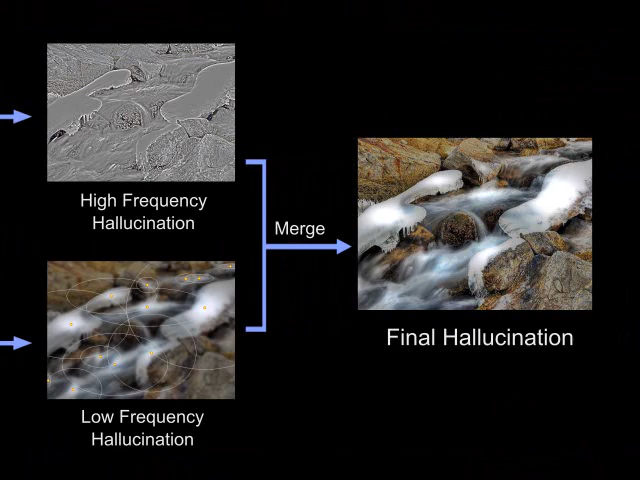 High Frequency
Hallucination
Merge
Final Hallucination
Low Frequency
Hallucination